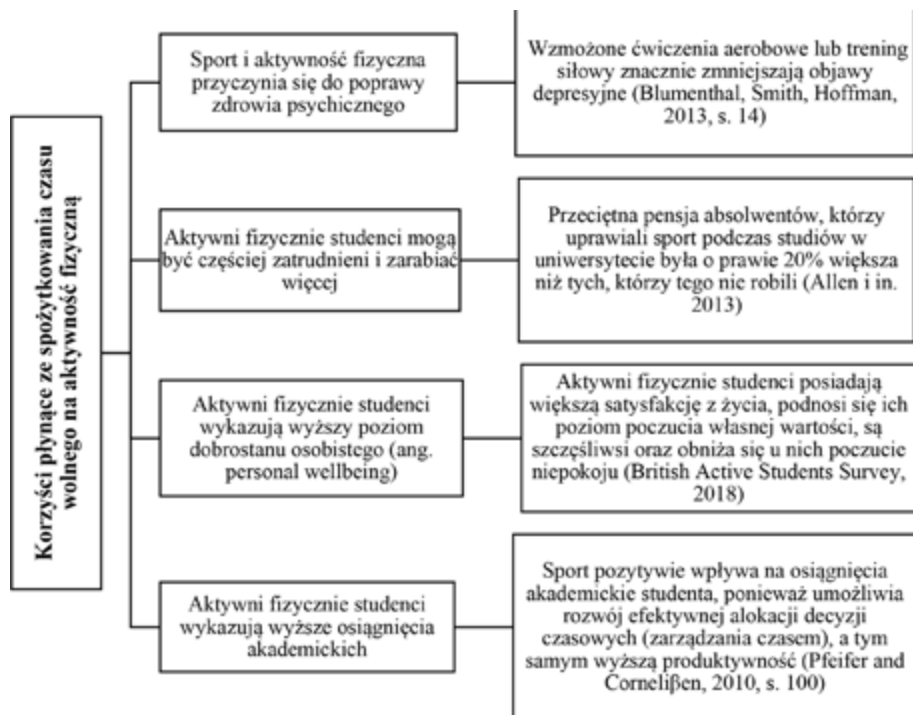 Korzyści płynące ze spożytkowania czasu
wolnego na aktywność fizyczną
Sport i aktywność fizyczna
przyczynia się do poprawy
zdrowia psychicznego
Wzmożone ćwiczenia aerobowe lub trening
siłowy znacznie zmniejszają objawy
depresyjne (Blumenthal, Smith, Hoffman,
2013, s. 14)
Aktywni fizycznie studenci mogą
być częściej zatrudnieni i zarabiać
więcej
Przeciętna pensja absolwentów, którzy
uprawiali sport podczas studiów w
uniwersytecie była o prawie 20% większa
niż tych, którzy tego nie robili (Allen i in.
2013)
Aktywni fizycznie studenci
wykazują wyższy poziom
dobrostanu osobistego (ang.
personal wellbeing)
Aktywni fizycznie studenci posiadają
większą satysfakcję z życia, podnosi się ich
poziom poczucia własnej wartości, są
szczęśliwsi oraz obniża się u nich poczucie
niepokoju (British Active Students Survey,
2018)
Aktywni fizycznie studenci
wykazują wyższe osiągnięcia
akademickich
Sport pozytywie wpływa na osiągnięcia
akademickie studenta, ponieważ umożliwia
rozwój efektywnej alokacji decyzji
czasowych (zarządzania czasem), a tym
samym wyższą produktywność (Pfeifer and
Corneliβen, 2010, s. 100)